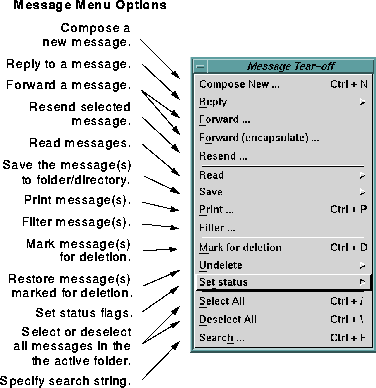 Message Menu Options
Compose a
new message.
Reply to a message.
Forward a message.
Resend selected
message.
Read messages.
Save the message(s)
to folder/directory.
Print message(s).
Filter message(s).
Mark message(s)
for deletion.
Restore message(s)
marked for deletion.
Set status flags.
Select or deselect
all messages in the
the active folder.
Specify search string.
Message Tear-off
Compose New ... Ctrl + N
Reply
Forward ...
Forward (encapsulate) ...
Resend ...
Read
Save
Print ... Ctrl + P
Filter ...
Mark for deletion Ctrl + D
Undelete
Set status
Select All Ctrl + /
Deselect All Ctrl + \
Search ... Ctrl + F